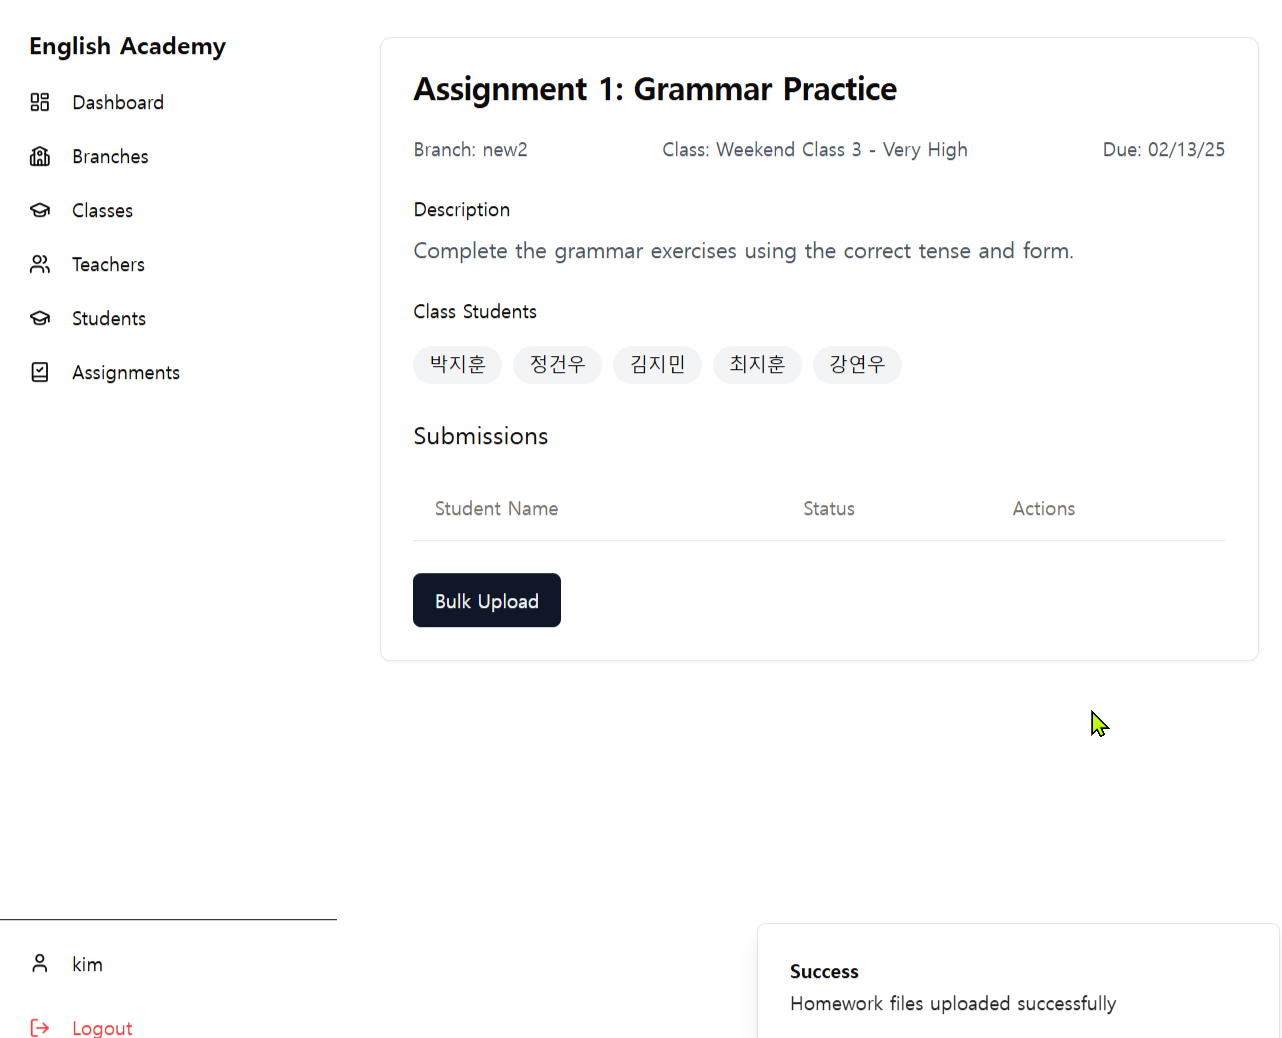 English Academy
Dashboard
Branches
Classes
Teachers
Students
Assignments
kim
Logout
Assignment 1: Grammar Practice
Branch: new2 Class: Weekend Class 3 - Very High Due: 02/13/25
Description
Complete the grammar exercises using the correct tense and form.
Class Students
박지훈 정건우 김지민 최지훈 강연우
Submissions
Student Name Status Actions
Bulk Upload
Success
Homework files uploaded successfully